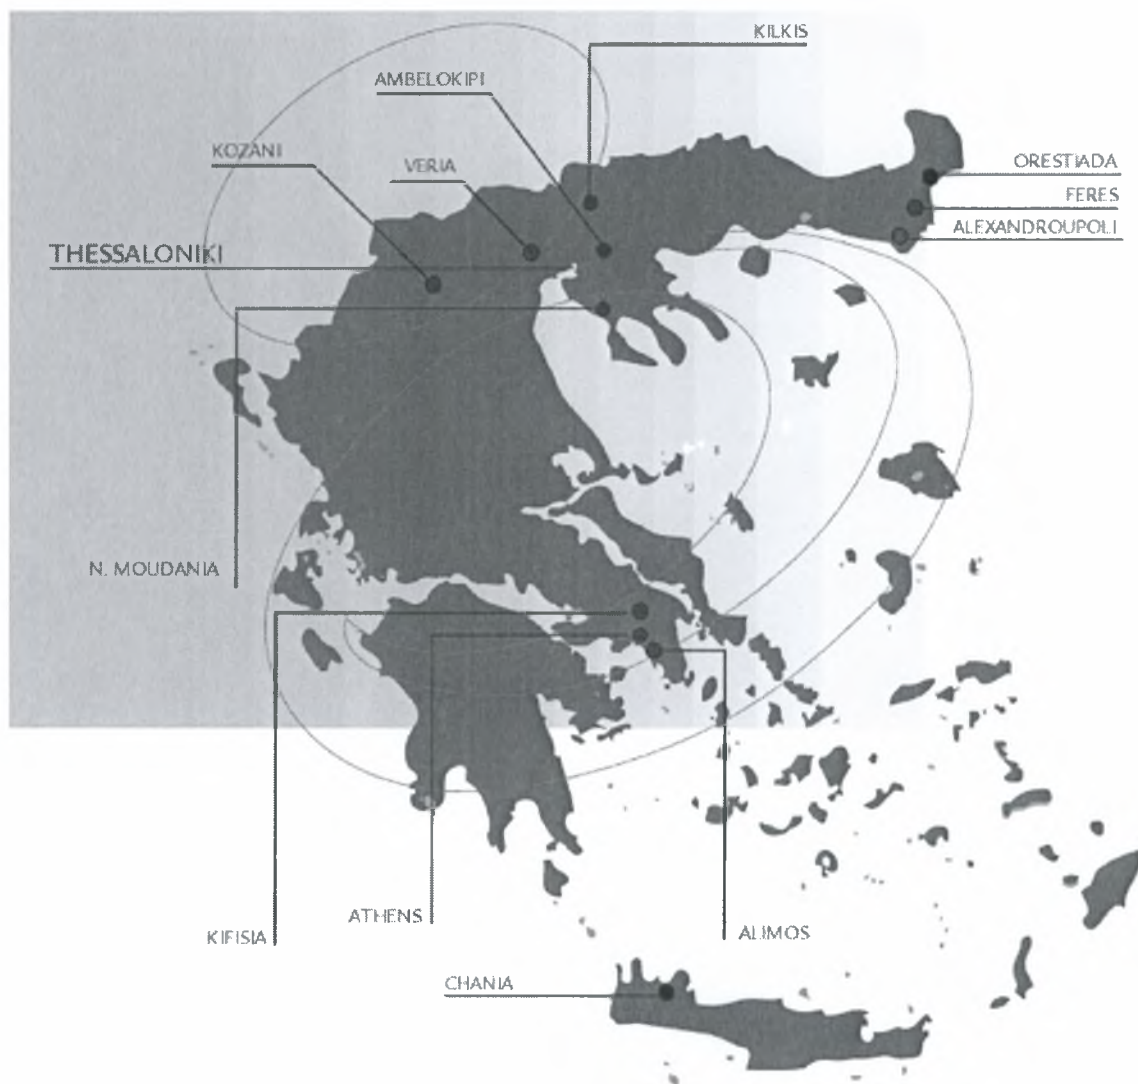 KILKIS
AMBELOKIPI
KOZANI
VERIA
ORESTIADA
FERES
ALEXANDROUPOLI
THESSALONIKI
N. MOUDANIA
ATHENS
KIFISIA
ALIMOS
CHANIA